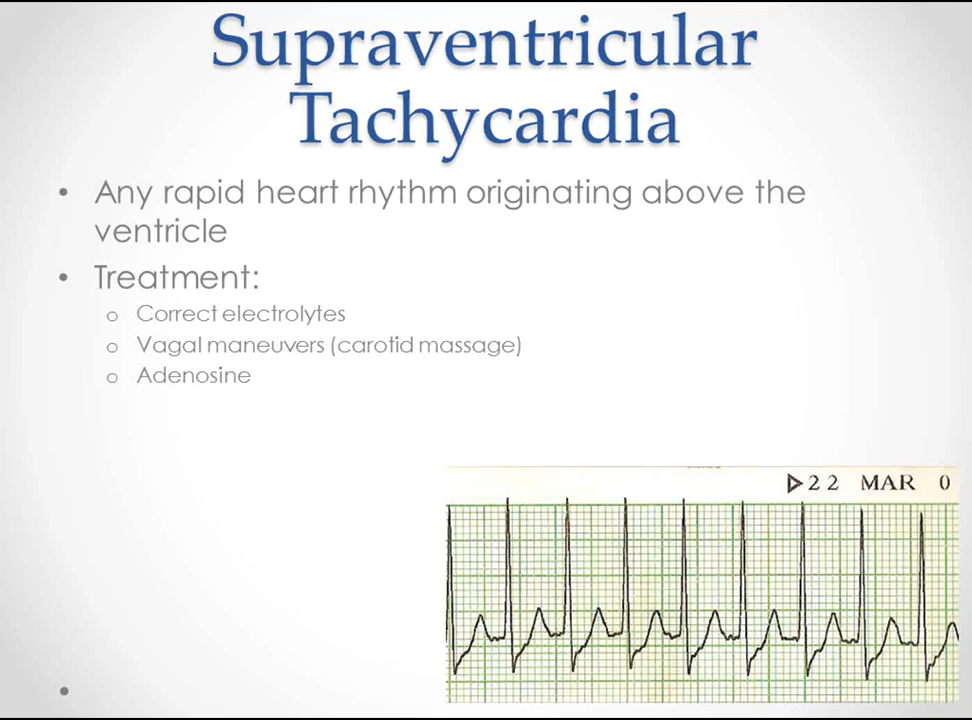 Supraventricular
Tachycardia
• Any rapid heart rhythm originating above the
ventricle
• Treatment:
o Correct electrolytes
o Vagal maneuvers (carotid massage)
o Adenosine
22 MAR 0
•